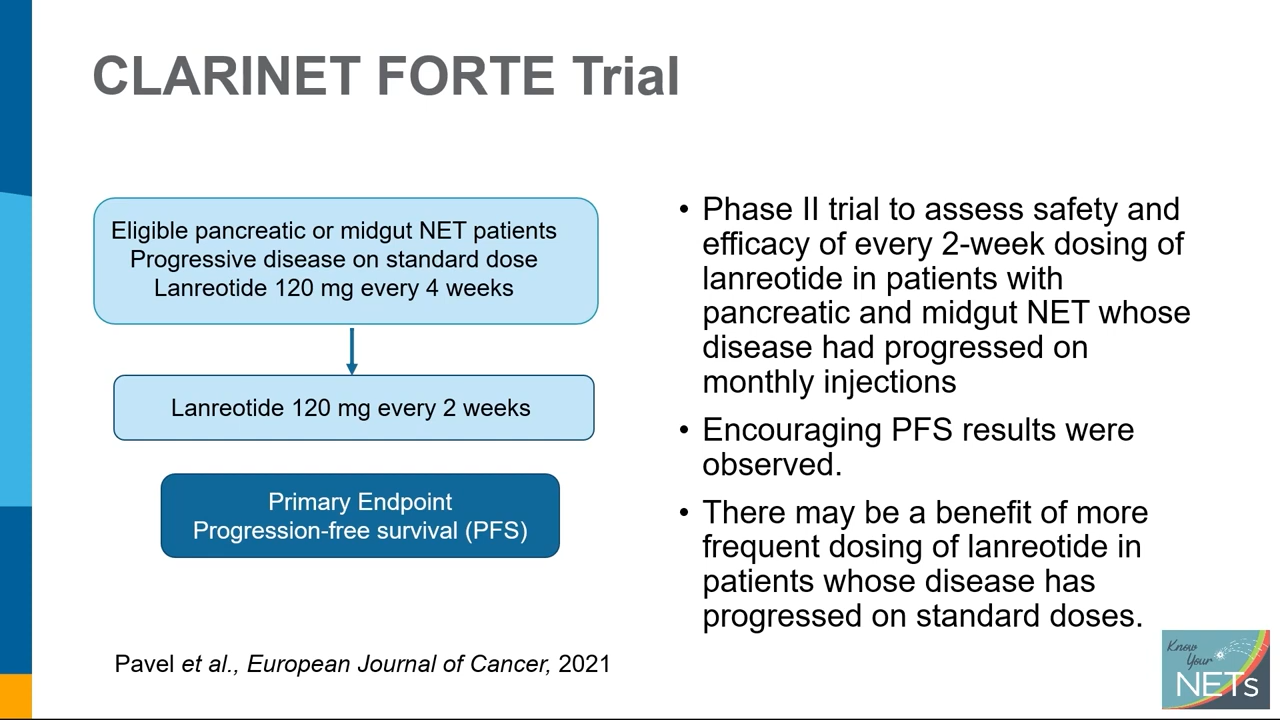 CLARINET FORTE Trial
Eligible pancreatic or midgut NET patients
Progressive disease on standard dose
Lanreotide 120 mg every 4 weeks
Lanreotide 120 mg every 2 weeks
Primary Endpoint
Progression-free survival (PFS)
Pavel et al., European Journal of Cancer, 2021
• Phase II trial to assess safety and
efficacy of every 2-week dosing of
lanreotide in patients with
pancreatic and midgut NET whose
disease had progressed on
monthly injections
• Encouraging PFS results were
observed.
• There may be a benefit of more
frequent dosing of lanreotide in
patients whose disease has
progressed on standard doses.
Know
Your
NETs